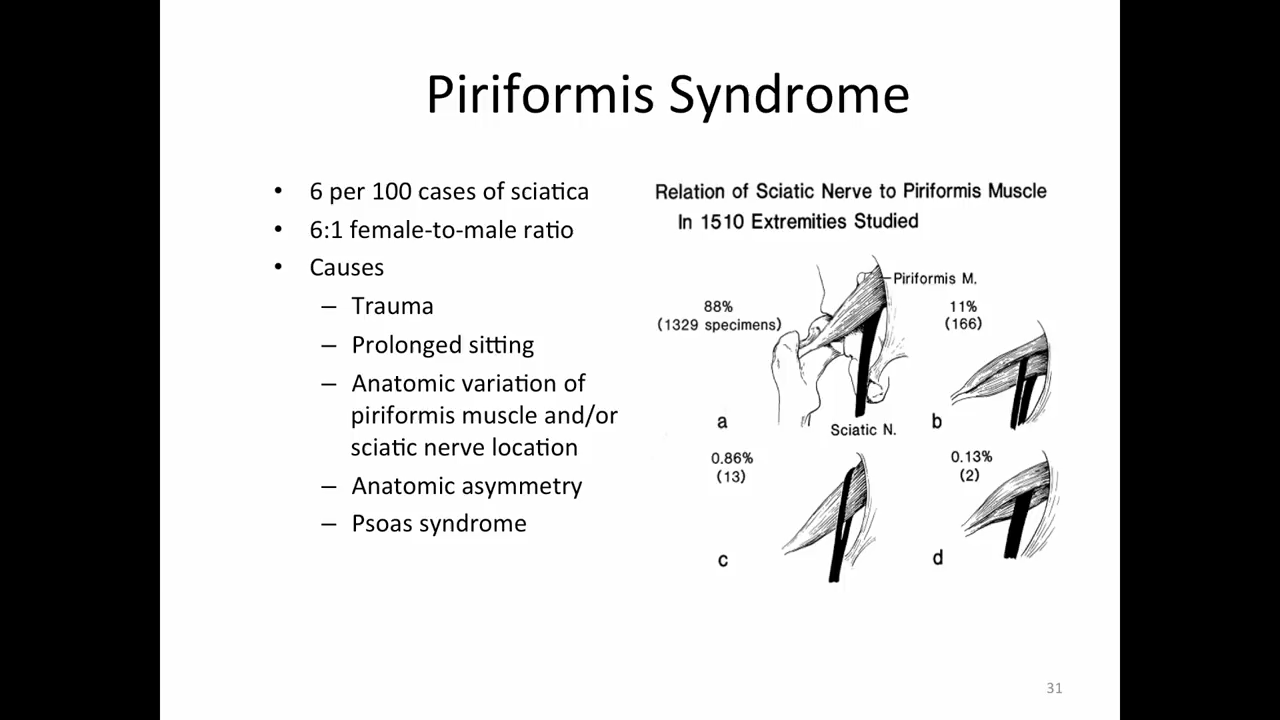 Piriformis Syndrome
• 6 per 100 cases of sciatica
• 6:1 female-to-male ratio
• Causes
– Trauma
– Prolonged sitting
– Anatomic variation of
piriformis muscle and/or
sciatic nerve location
– Anatomic asymmetry
– Psoas syndrome
Relation of Sciatic Nerve to Piriformis Muscle
In 1510 Extremities Studied
Piriformis M.
88%
(1329 specimens)
a
Sciatic N.
11%
(166)
b
0.86%
(13)
c
0.13%
(2)
d
31